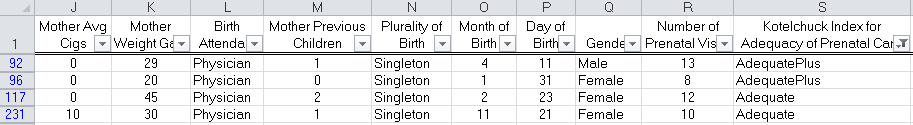 J K L M N O P Q R S
Mother Avg Mother Birth Mother Previous Plurality of Month of Day of Number of Kotelchuck Index for
1 Cigs Weight Ga Attenda Children Birth Birth Birth Gende Prenatal Vis Adequacy of Prenatal Car
92 0 29 Physician 1 Singleton 4 11 Male 13 AdequatePlus
96 0 20 Physician 0 Singleton 1 31 Female 8 AdequatePlus
117 0 45 Physician 2 Singleton 2 23 Female 12 Adequate
231 10 30 Physician 1 Singleton 11 21 Female 10 Adequate